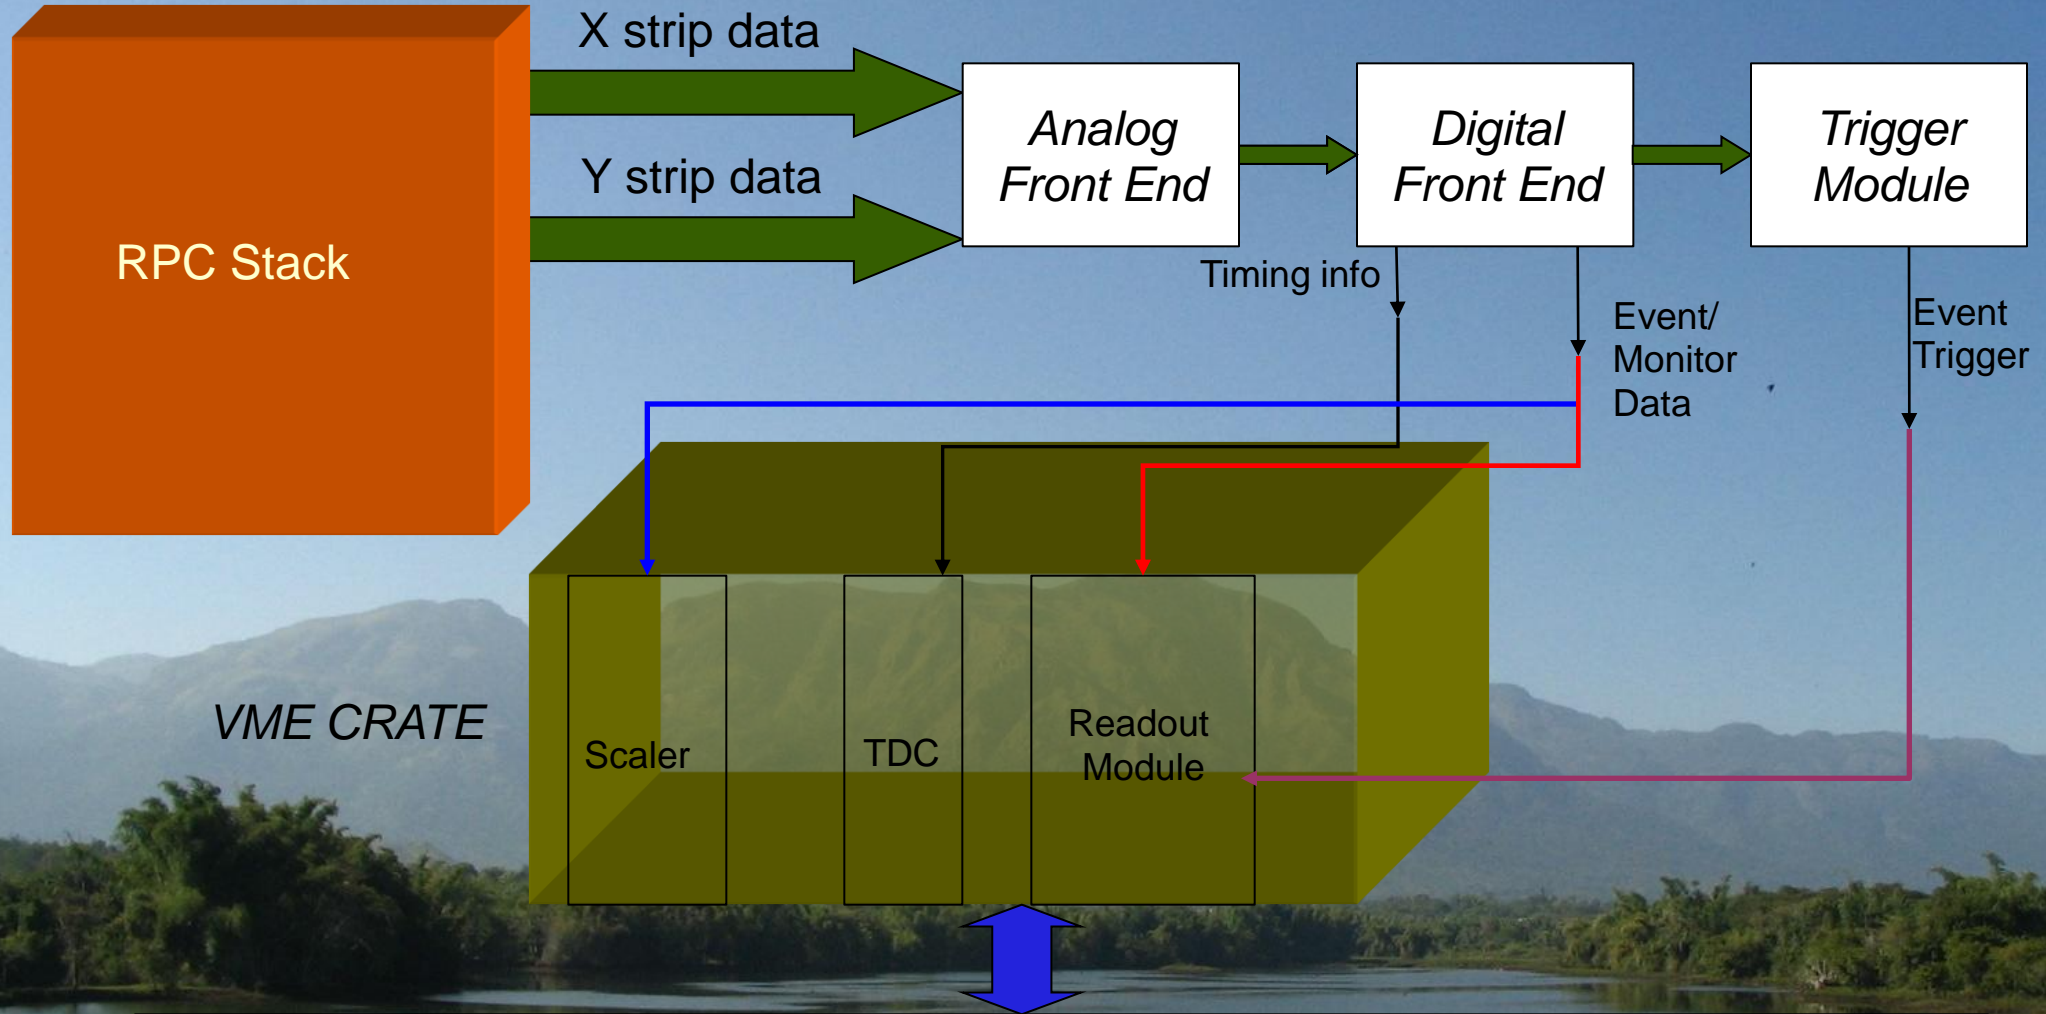 X strip data
Analog
Front End
Digital
Front End
Trigger
Module
Y strip data
RPC Stack
Timing info
Event/
Monitor
Data
Event
Trigger
VME CRATE
Scaler
TDC
Readout
Module